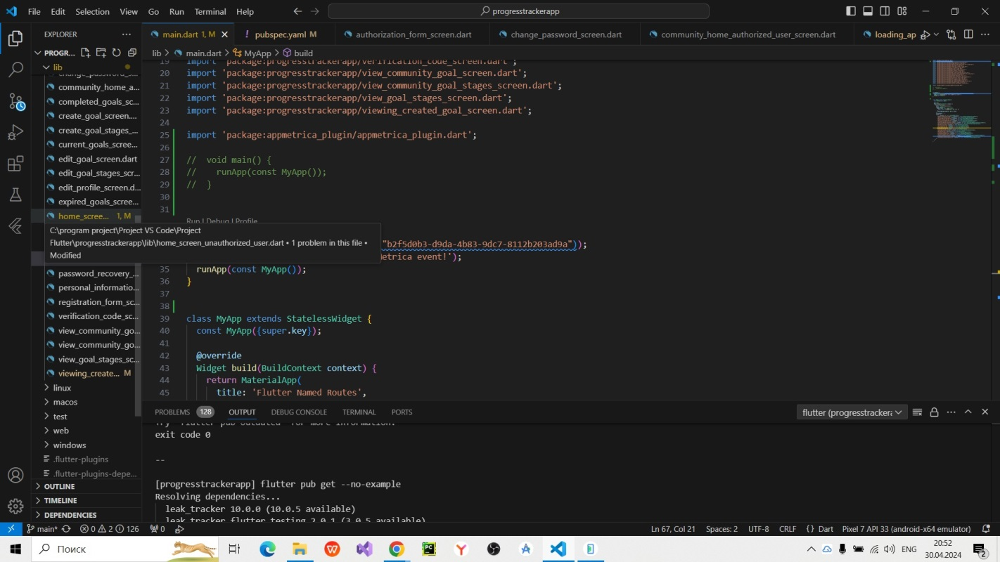 File Edit Selection View Go Run Terminal Help
progresstrackerapp
EXPLORER
main.dart 1, M
pubspec.yaml M
authorization_form_screen.dart
change_password_screen.dart
community_home_authorized_user_screen.dart
loading_ap
PROGR...
lib > main.dart > MyApp > build
lib
community_home_a...
completed_goals_sc...
create_goal_screen....
create_goal_stages_...
current_goals_scree...
edit_goal_screen.dart
edit_goal_stages_scr...
edit_profile_screen.d...
expired_goals_scree...
home_scree... 1, M
C:\program project\Project VS Code\Project
Flutter\progresstrackerapp\lib\home_screen_unauthorized_user.dart • 1 problem in this file •
Modified
password_recovery_...
personal_informatio...
registration_form_sc...
verification_code_sc...
view_community_go...
view_community_go...
view_goal_stages_sc...
viewing_create... M
linux
macos
test
web
windows
.flutter-plugins
.flutter-plugins-depe...
OUTLINE
TIMELINE
DEPENDENCIES
19 import 'package:progresstrackerapp/verification_code_screen.dart';
20 import 'package:progresstrackerapp/view_community_goal_screen.dart';
21 import 'package:progresstrackerapp/view_community_goal_stages_screen.dart';
22 import 'package:progresstrackerapp/view_goal_stages_screen.dart';
23 import 'package:progresstrackerapp/viewing_created_goal_screen.dart';
24
25 import 'package:appmetrica_plugin/appmetrica_plugin.dart';
26
27 // void main() {
28 // runApp(const MyApp());
29 // }
30
31
Run | Debug | Profile
"b2f5d0b3-d9da-4b83-9dc7-8112b203ad9a"));
event!');
35 runApp(const MyApp());
36 }
37
38
39 class MyApp extends StatelessWidget {
40 const MyApp({super.key});
41
42 @override
43 Widget build(BuildContext context) {
44 return MaterialApp(
45 title: 'Flutter Named Routes',
PROBLEMS 128 OUTPUT DEBUG CONSOLE TERMINAL PORTS
flutter (progresstracker
Try `flutter pub outdated` for more information.
exit code 0
--
[progresstrackerapp] flutter pub get --no-example
Resolving dependencies...
leak_tracker 10.0.0 (10.0.5 available)
leak_tracker_flutter_testing 2.0.1 (3.0.5 available)
main* 0 2 126 0
Ln 67, Col 21 Spaces: 2 UTF-8 CRLF {} Dart Pixel 7 API 33 (android-x64 emulator)
Поиск
ENG
20:52
30.04.2024
2